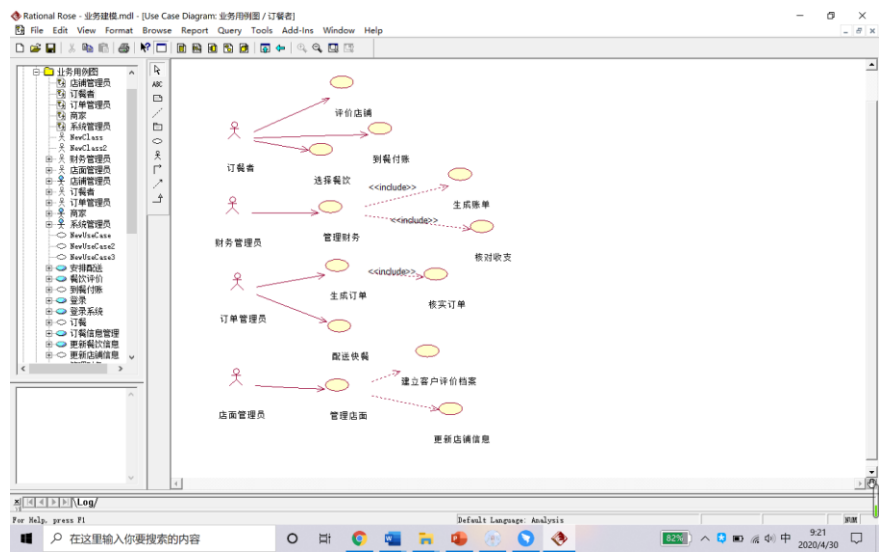 Rational Rose - 业务建模.mdl - [Use Case Diagram: 业务用例图 / 订餐者]
File Edit View Format Browse Report Query Tools Add-Ins Window Help
业务用例图
店铺管理员
订餐者
订单管理员
商家
系统管理员
NewClass
NewClass2
财务管理员
店面管理员
店铺管理员
订餐者
订单管理员
商家
系统管理员
NewUseCase
NewUseCase2
NewUseCase3
安排配送
餐饮评价
到餐付账
登录
登录系统
订餐
订餐信息管理
更新餐饮信息
更新店铺信息
ABC
评价店铺
到餐付账
订餐者
选择餐饮
<<include>>
生成账单
<<include>>
财务管理员
管理财务
核对收支
<<include>>
生成订单
核实订单
订单管理员
配送快餐
建立客户评价档案
店面管理员
管理店面
更新店铺信息
Log
For Help, press F1
Default Language: Analysis
NUM
在这里输入你要搜索的内容
82%
中
9:21
2020/4/30